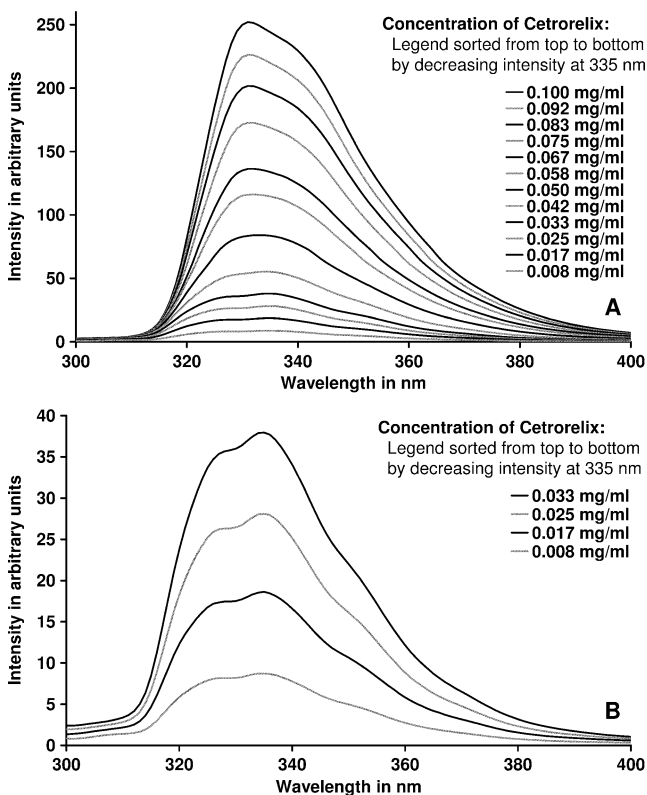 Concentration of Cetrorelix:
Legend sorted from top to bottom
by decreasing intensity at 335 nm
0.100 mg/ml
0.092 mg/ml
0.083 mg/ml
0.075 mg/ml
0.067 mg/ml
0.058 mg/ml
0.050 mg/ml
0.042 mg/ml
0.033 mg/ml
0.025 mg/ml
0.017 mg/ml
0.008 mg/ml
A
Intensity in arbitrary units
250
200
150
100
50
0
300 320 340 360 380 400
Wavelength in nm
Concentration of Cetrorelix:
Legend sorted from top to bottom
by decreasing intensity at 335 nm
0.033 mg/ml
0.025 mg/ml
0.017 mg/ml
0.008 mg/ml
B
Intensity in arbitrary units
40
35
30
25
20
15
10
5
0
300 320 340 360 380 400
Wavelength in nm